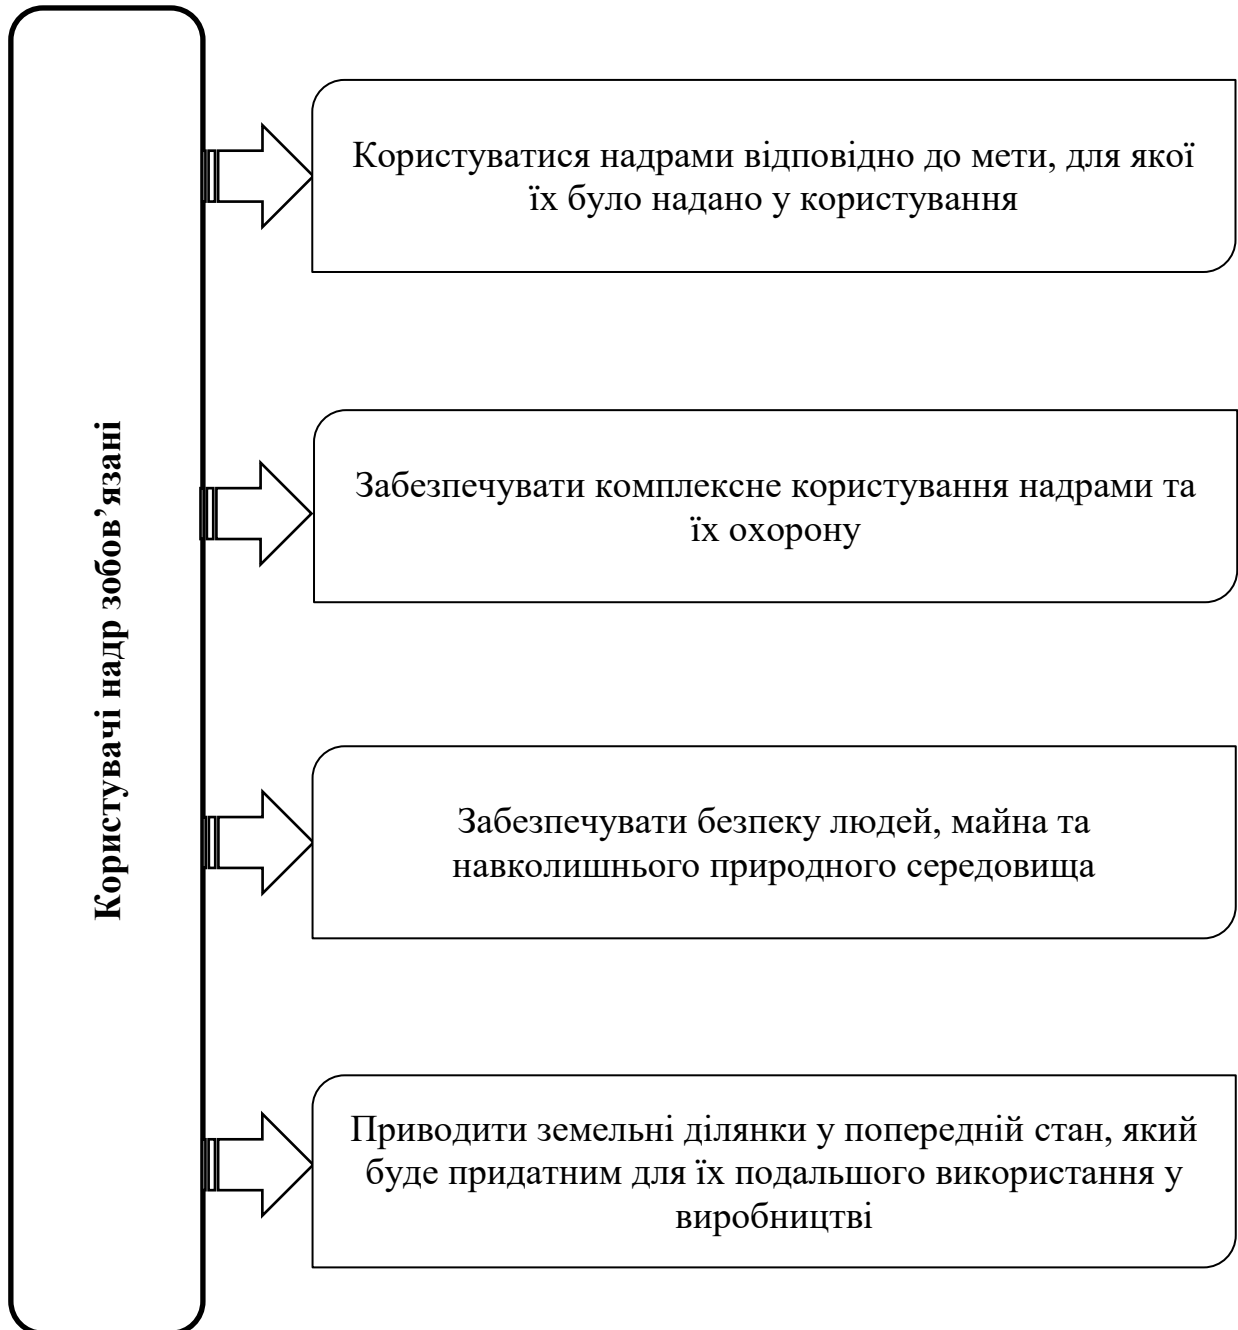 Користувачі надр зобов’язані
Користуватися надрами відповідно до мети, для якої
їх було надано у користування
Забезпечувати комплексне користування надрами та
їх охорону
Забезпечувати безпеку людей, майна та
навколишнього природного середовища
Приводити земельні ділянки у попередній стан, який
буде придатним для їх подальшого використання у
виробництві